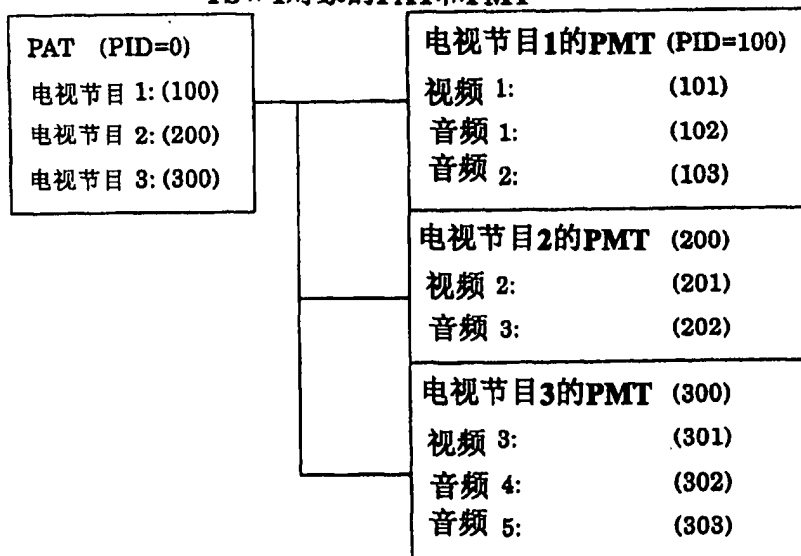 PAT (PID=0)
电视节目 1: (100)
电视节目 2: (200)
电视节目 3: (300)
电视节目1的PMT (PID=100)
视频 1: (101)
音频 1: (102)
音频 2: (103)
电视节目2的PMT (200)
视频 2: (201)
音频 3: (202)
电视节目3的PMT (300)
视频 3: (301)
音频 4: (302)
音频 5: (303)